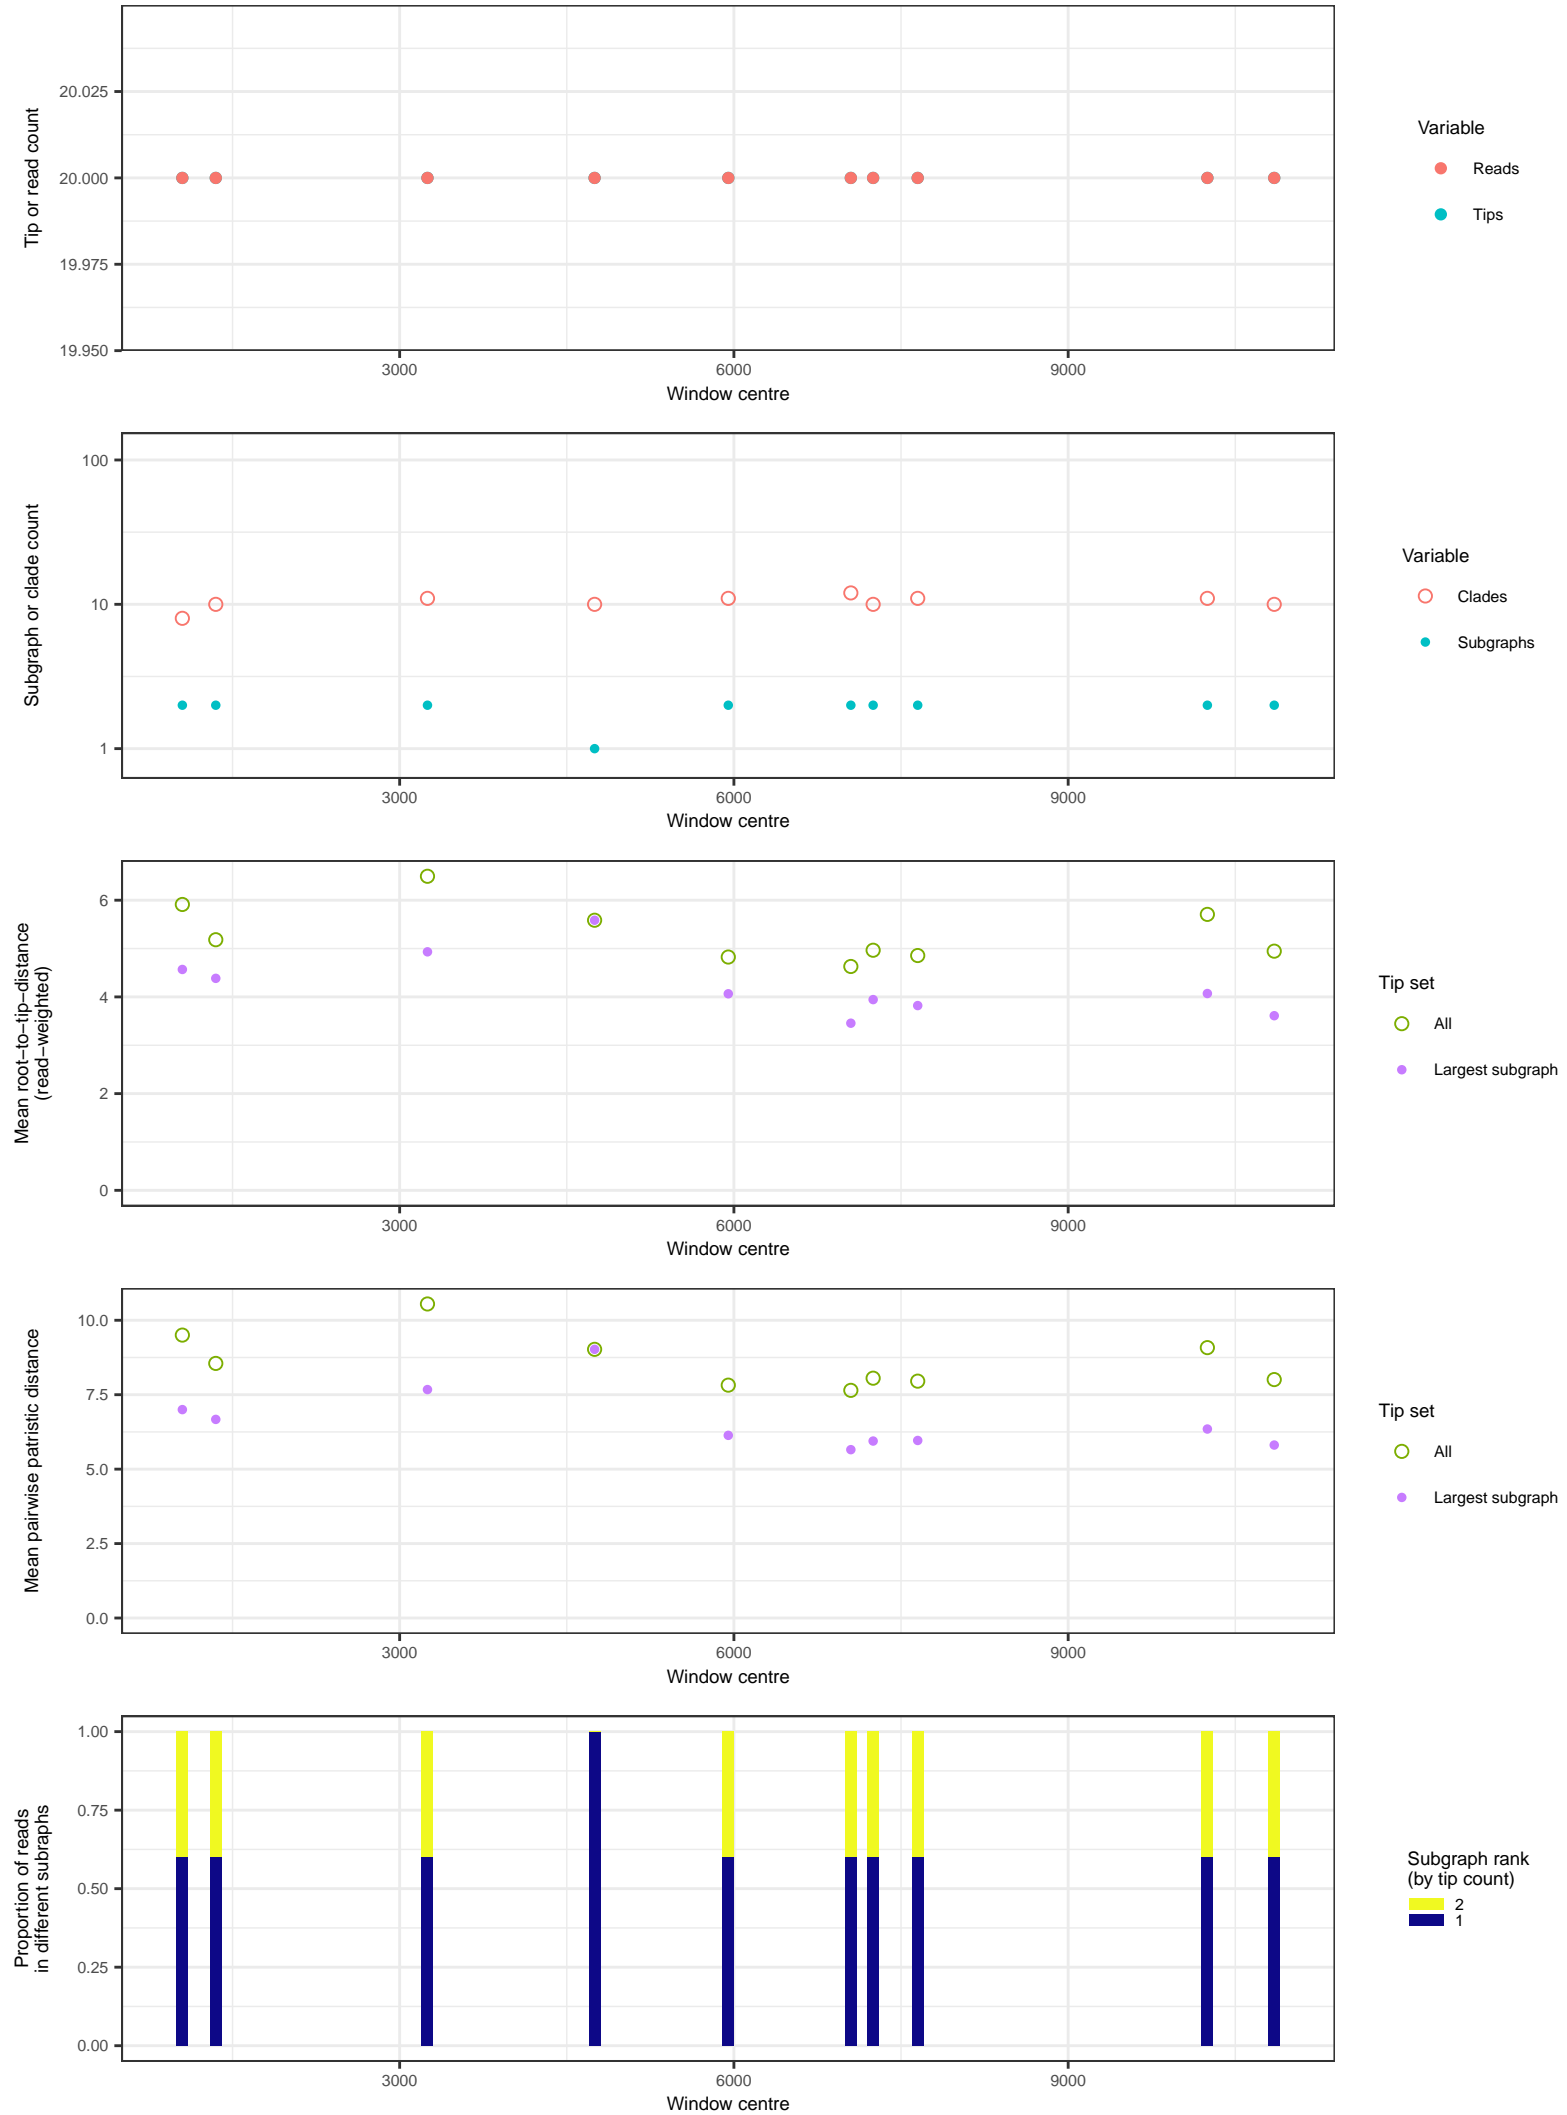 20.025
20.000
19.975
19.950
Tip or read count
3000
6000
9000
Window centre
Variable
Reads
Tips
100
10
1
Subgraph or clade count
3000
6000
9000
Window centre
Variable
Clades
Subgraphs
6
4
2
0
Mean root−to−tip−distance
(read−weighted)
3000
6000
9000
Window centre
Tip set
All
Largest subgraph
10.0
7.5
5.0
2.5
0.0
Mean pairwise patristic distance
3000
6000
9000
Window centre
Tip set
All
Largest subgraph
1.00
0.75
0.50
0.25
0.00
Proportion of reads
in different subraphs
3000
6000
9000
Window centre
Subgraph rank
(by tip count)
2
1